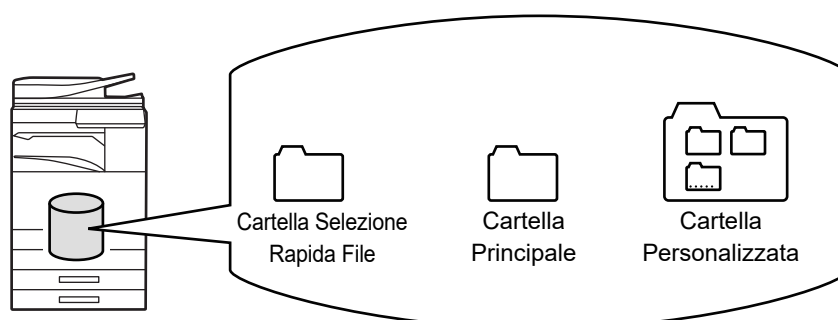 Cartella Selezione
Rapida File
Cartella
Principale
Cartella
Personalizzata